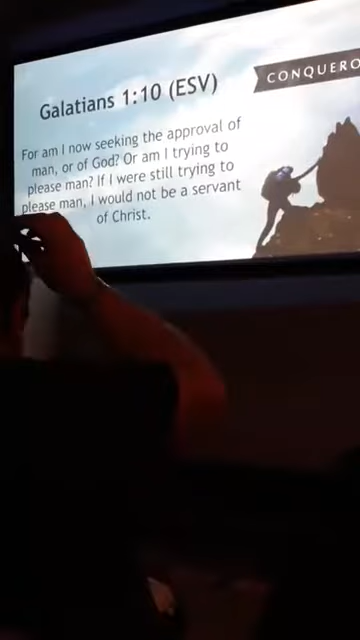 Galatians 1:10 (ESV)
CONQUERO
For am I now seeking the approval of
man, or of God? Or am I trying to
please man? If I were still trying to
please man, I would not be a servant
of Christ.